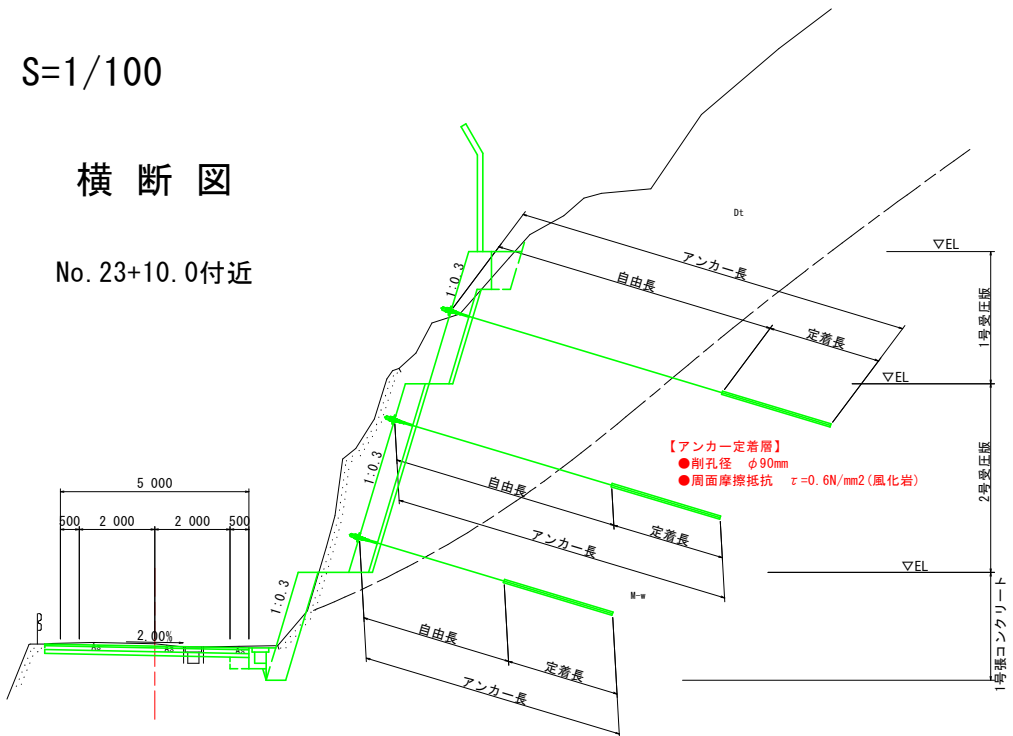 S=1/100
横断図
No.23+10.0付近
Dt
▽EL
アンカー長
自由長
定着長
1:0.3
1号受圧版
▽EL
【アンカー定着層】
●削孔径 φ90mm
●周面摩擦抵抗 τ=0.6N/mm2(風化岩)
1:0.3
自由長
定着長
アンカー長
2号受圧版
5 000
500 2 000 2 000 500
▽EL
1:0.3
M-w
2.00%
As As As
自由長
定着長
アンカー長
1号張コンクリート